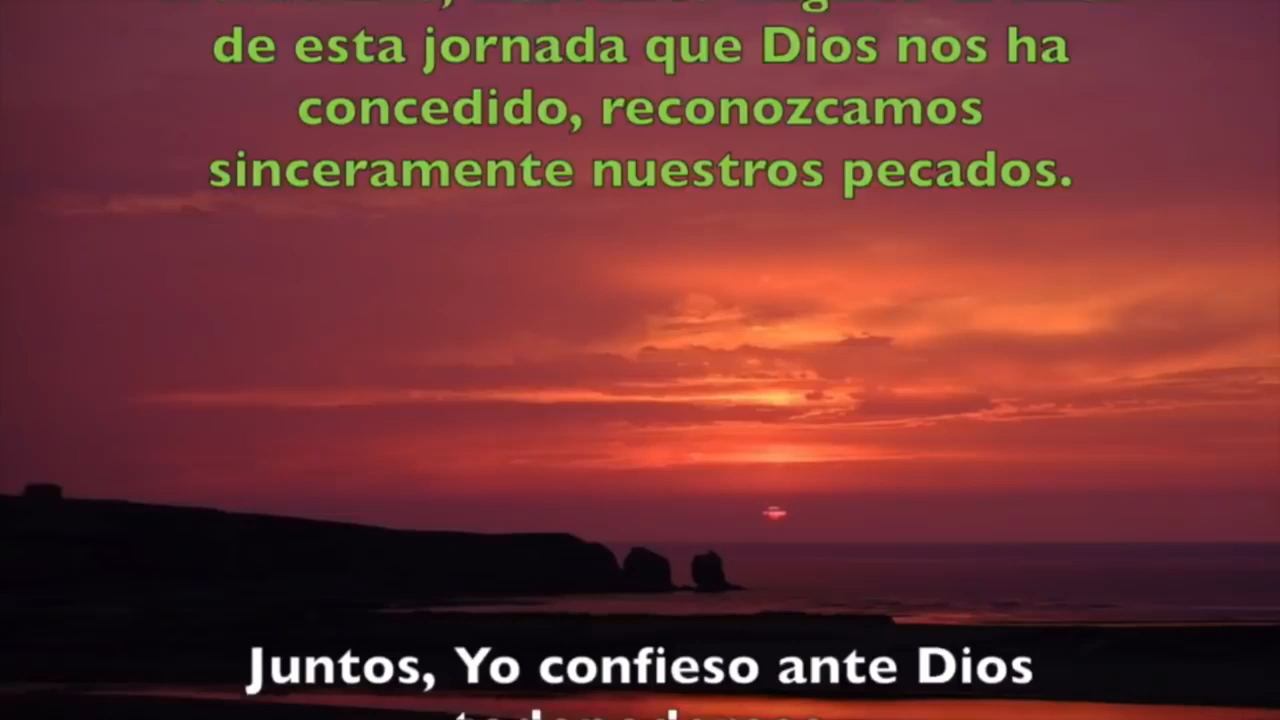 de esta jornada que Dios nos ha
concedido, reconozcamos
sinceramente nuestros pecados.
Juntos, Yo confieso ante Dios